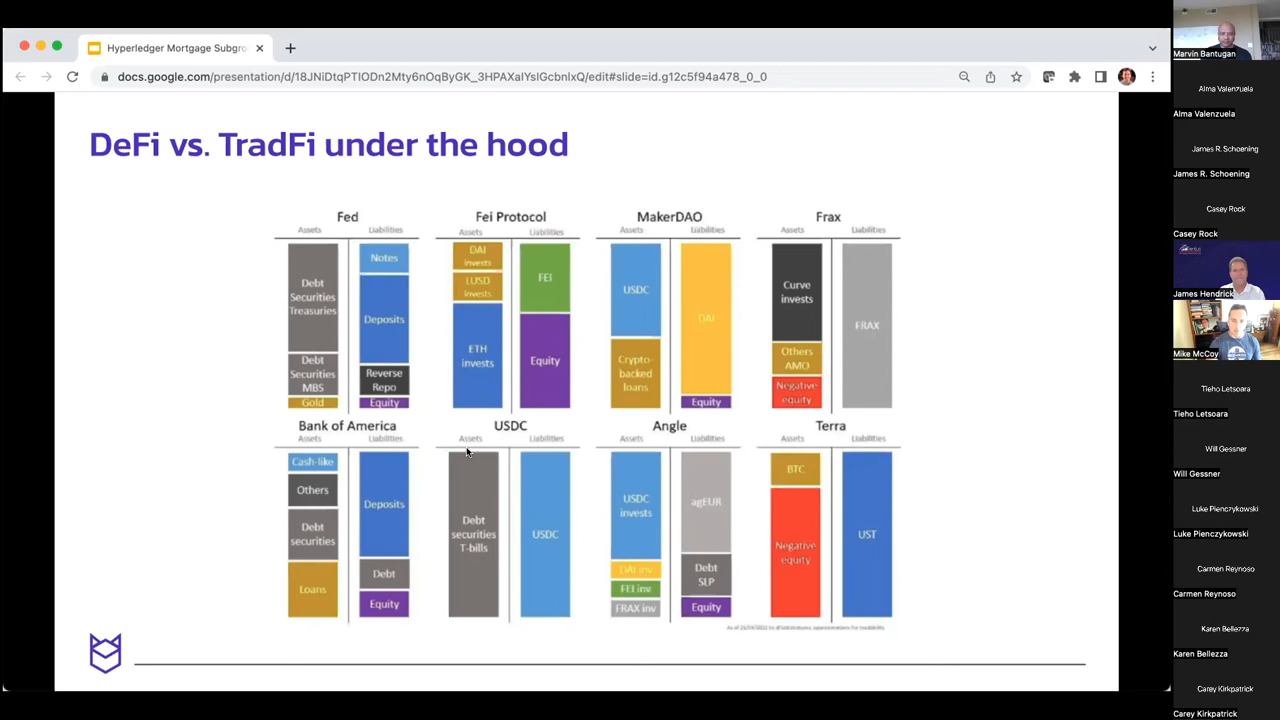 Hyperledger Mortgage Subgro
docs.google.com/presentation/d/18JNiDtqPTIODn2Mty6nOqByGK_3HPAXalYsIGcbnlxQ/edit#slide=id.g12c5f94a478_0_0
DeFi vs. TradFi under the hood
Fed
Assets Liabilities
Debt
Securities
Treasuries
Debt
Securities
MBS
Gold
Notes
Deposits
Reverse
Repo
Equity
Fei Protocol
Assets Liabilities
DAI
invests
LUSD
invests
ETH
invests
FEI
Equity
MakerDAO
Assets Liabilities
USDC
Crypto-
backed
loans
DAI
Equity
Frax
Assets Liabilities
Curve
invests
Others
AMO
Negative
equity
FRAX
Bank of America
Assets Liabilities
Cash-like
Others
Debt
securities
Loans
Deposits
Debt
Equity
USDC
Assets Liabilities
Debt
securities
T-bills
USDC
Angle
Assets Liabilities
USDC
invests
DAI inv
FEI inv
FRAX inv
agEUR
Debt
SLP
Equity
Terra
Assets Liabilities
BTC
Negative
equity
UST
Marvin Bantugan
Alma Valenzuela
Alma Valenzuela
James R. Schoening
James R. Schoening
Casey Rock
Casey Rock
James Hendrick
Mike McCoy
Tieho Letsoara
Tieho Letsoara
Will Gessner
Will Gessner
Luke Pienczykowski
Luke Pienczykowski
Carmen Reynoso
Carmen Reynoso
Karen Bellezza
Karen Bellezza
Carey Kirkpatrick
Carey Kirkpatrick